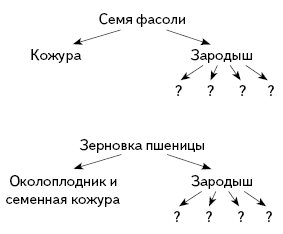 Семя фасоли
Кожура Зародыш
? ? ? ?
Зерновка пшеницы
Околоплодник и
семенная кожура
Зародыш
? ? ? ?